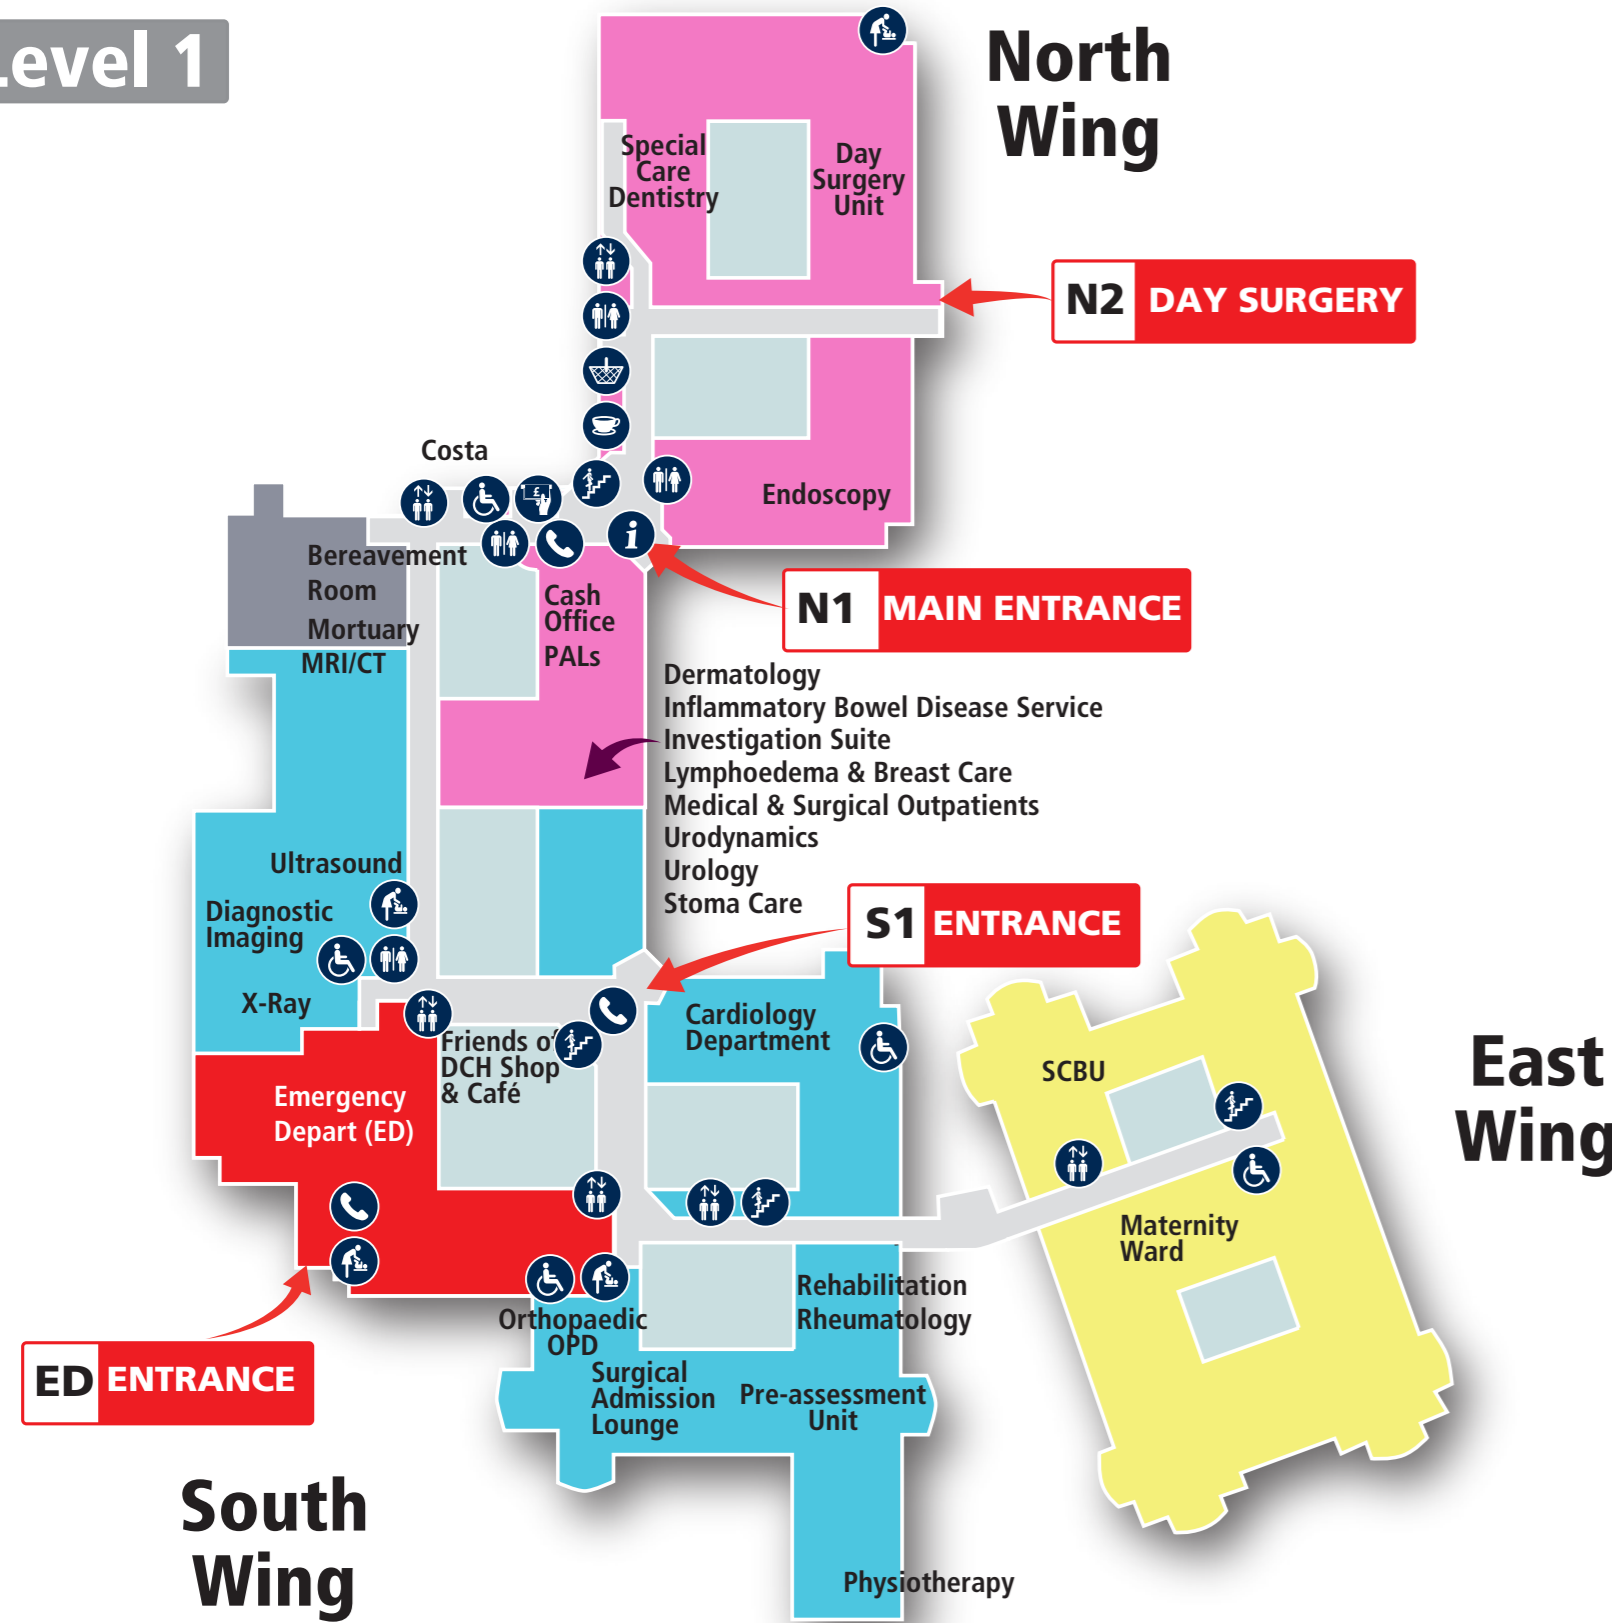 Level 1
North
Wing
Special
Care
Dentistry
Day
Surgery
Unit
N2 DAY SURGERY
Costa
£
Endoscopy
i
Bereavement
Room
Mortuary
MRI/CT
Cash
Office
PALs
N1 MAIN ENTRANCE
Dermatology
Inflammatory Bowel Disease Service
Investigation Suite
Lymphoedema & Breast Care
Medical & Surgical Outpatients
Urodynamics
Urology
Stoma Care
Ultrasound
Diagnostic
Imaging
X-Ray
S1 ENTRANCE
Cardiology
Department
Friends of
DCH Shop
& Café
Emergency
Depart (ED)
SCBU
East
Wing
Maternity
Ward
Rehabilitation
Rheumatology
Orthopaedic
OPD
Surgical
Admission
Lounge
Pre-assessment
Unit
ED ENTRANCE
South
Wing
Physiotherapy